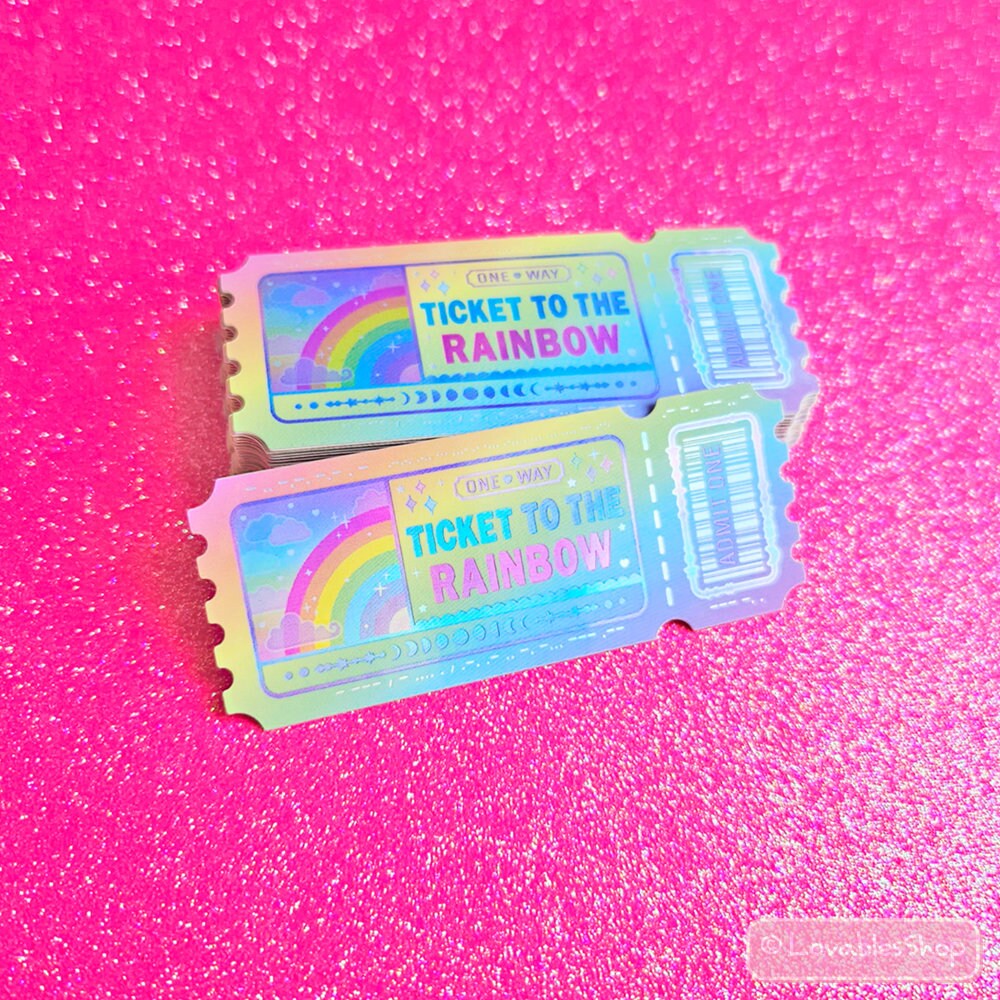 ONE WAY
TICKET TO THE
RAINBOW
ADMIT ONE
ONE WAY
TICKET TO THE
RAINBOW
ADMIT ONE
© LovablesShop